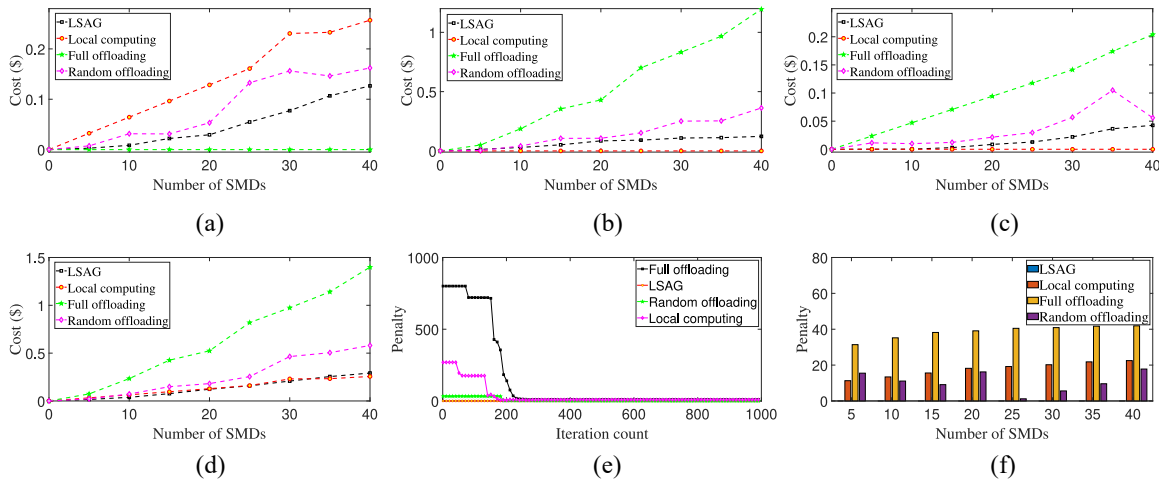 LSAG
Local computing
Full offloading
Random offloading
Cost ($)
0.2
0.1
0
0 10 20 30 40
Number of SMDs
(a)
LSAG
Local computing
Full offloading
Random offloading
Cost ($)
1
0.5
0
0 10 20 30 40
Number of SMDs
(b)
LSAG
Local computing
Full offloading
Random offloading
Cost ($)
0.2
0.15
0.1
0.05
0
0 10 20 30 40
Number of SMDs
(c)
LSAG
Local computing
Full offloading
Random offloading
Cost ($)
1.5
1
0.5
0
0 10 20 30 40
Number of SMDs
(d)
Full offloading
LSAG
Random offloading
Local computing
Penalty
1000
500
0
0 200 400 600 800 1000
Iteration count
(e)
LSAG
Local computing
Full offloading
Random offloading
Penalty
80
60
40
20
0
5 10 15 20 25 30 35 40
Number of SMDs
(f)